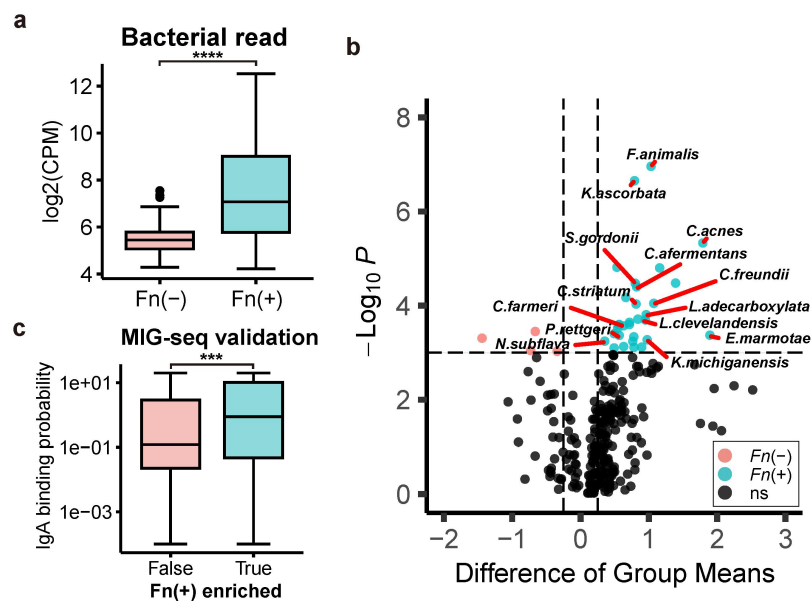 a
Bacterial read
****
log2(CPM)
12
10
8
6
4
Fn(−)
Fn(+)
b
−Log10 P
8
6
4
2
0
F.animalis
K.ascorbata
C.acnes
S.gordonii
C.afermentans
C.freundii
C.striatum
C.farmeri
L.adecarboxylata
L.clevelandensis
P.rettgeri
E.marmotae
N.subflava
K.michiganensis
Fn(−)
Fn(+)
ns
−2
−1
0
1
2
3
Difference of Group Means
c
MIG-seq validation
***
IgA binding probability
1e+01
1e−01
1e−03
False
True
Fn(+) enriched